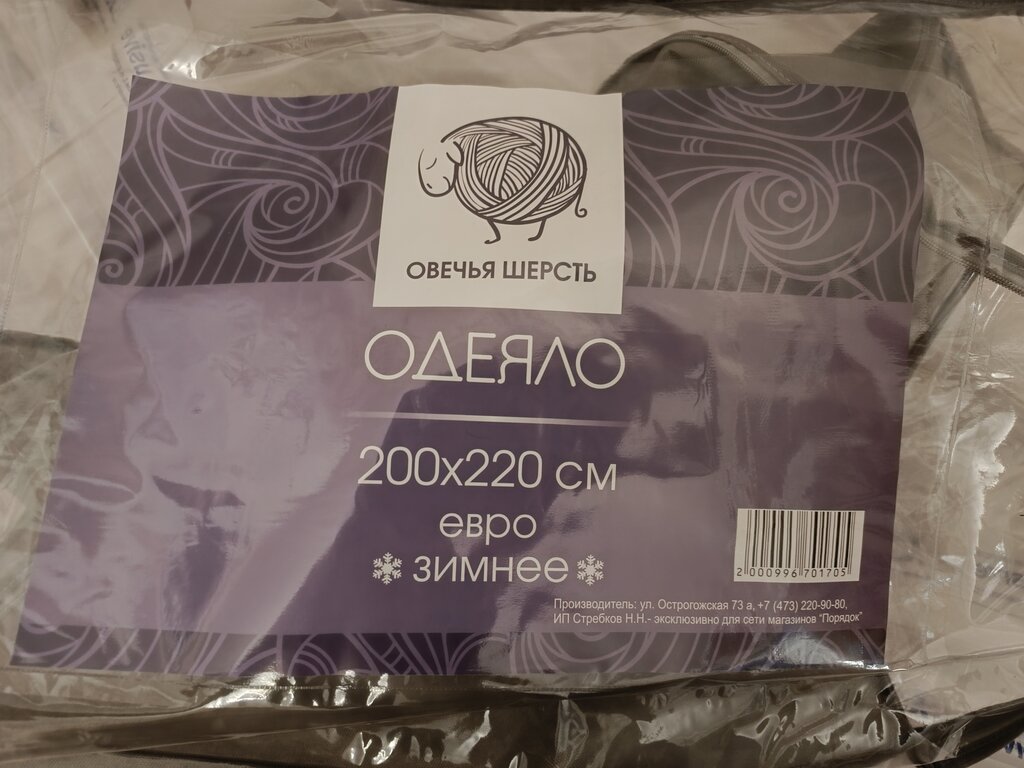 ОВЕЧЬЯ ШЕРСТЬ
ОДЕЯЛО
200х220 см
евро
зимнее
2 000996 701705
Производитель: ул. Острогожская 73 а, +7 (473) 220-90-80,
ИП Стребков Н.Н.- эксклюзивно для сети магазинов "Порядок"